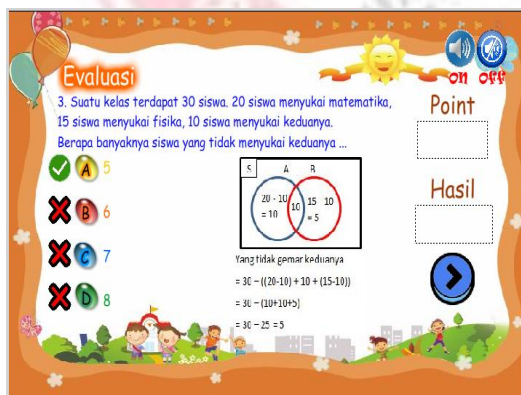 Evaluasi
on off
3. Suatu kelas terdapat 30 siswa. 20 siswa menyukai matematika,
15 siswa menyukai fisika, 10 siswa menyukai keduanya.
Berapa banyaknya siswa yang tidak menyukai keduanya ...
Point
A 5
B 6
C 7
D 8
S A B
20 - 10 10 15 10
= 10 = 5
Yang tidak gemar keduanya
= 30 – ((20-10) + 10 + (15-10))
= 30 – (10+10+5)
= 30 – 25 = 5
Hasil